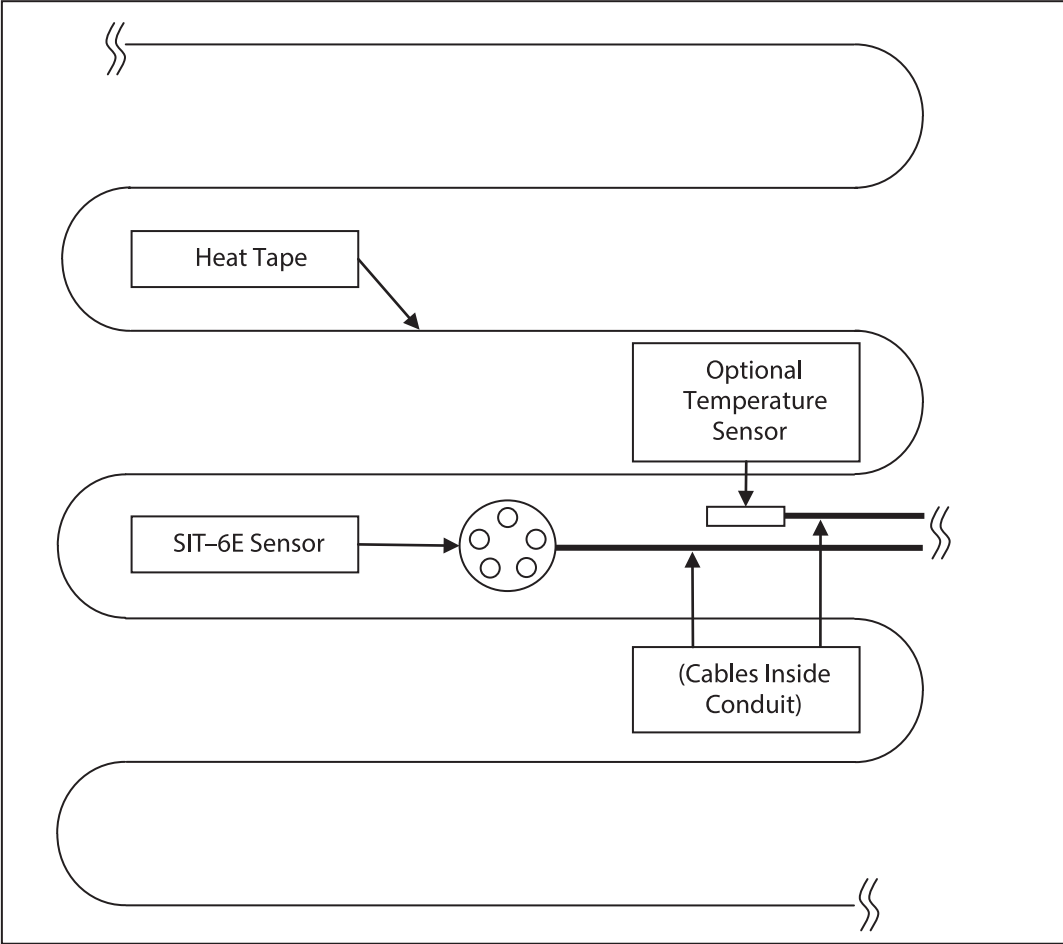 Heat Tape
Optional
Temperature
Sensor
SIT–6E Sensor
(Cables Inside
Conduit)